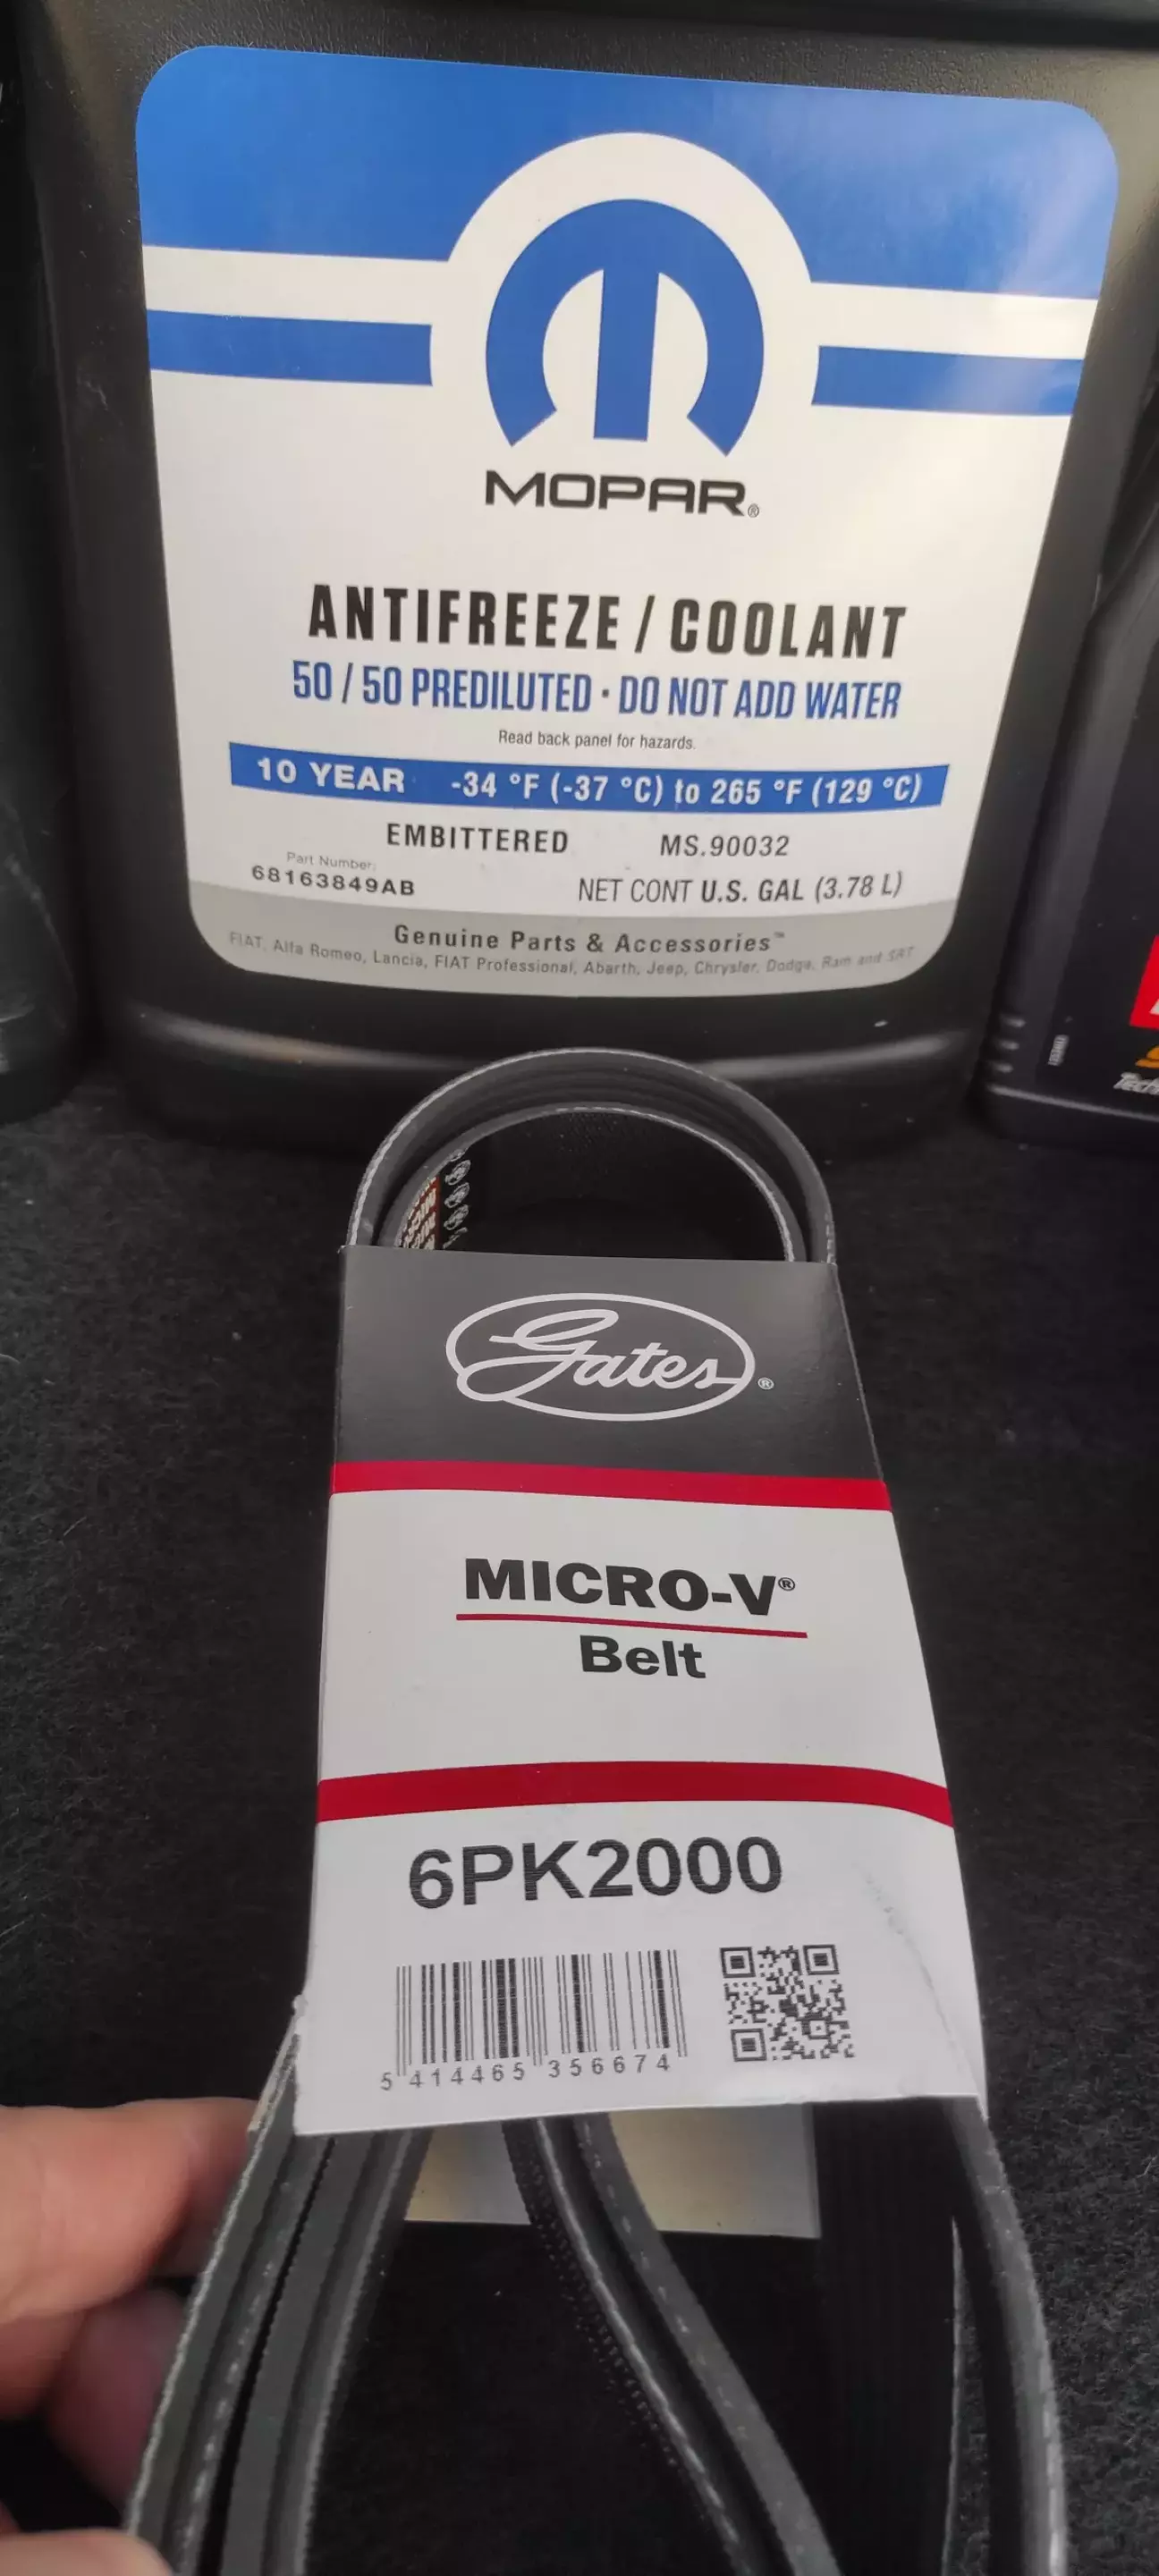 MOPAR®
ANTIFREEZE / COOLANT
50 / 50 PREDILUTED · DO NOT ADD WATER
Read back panel for hazards.
10 YEAR -34 °F (-37 °C) to 265 °F (129 °C)
EMBITTERED MS.90032
Part Number:
68163849AB
NET CONT U.S. GAL (3.78 L)
Genuine Parts & Accessories™
FIAT, Alfa Romeo, Lancia, FIAT Professional, Abarth, Jeep, Chrysler, Dodge, Ram and SRT
Gates®
MICRO-V®
Belt
6PK2000
5 414465 356674